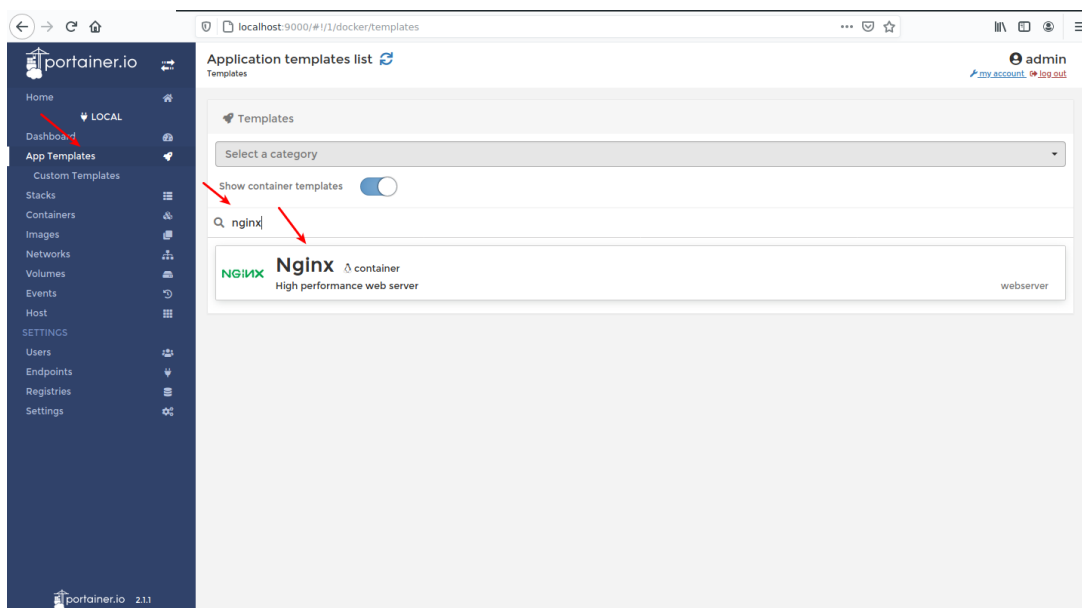 localhost:9000/#!/1/docker/templates
portainer.io
Application templates list
Templates
admin
my account log out
Home
LOCAL
Dashboard
App Templates
Custom Templates
Stacks
Containers
Images
Networks
Volumes
Events
Host
SETTINGS
Users
Endpoints
Registries
Settings
portainer.io 2.1.1
Templates
Select a category
Show container templates
nginx
NGINX
Nginx container
High performance web server
webserver